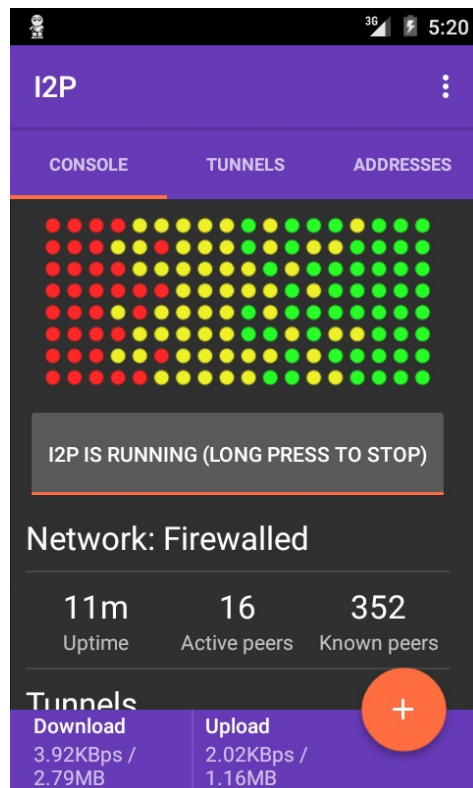 3G 5:20
I2P
CONSOLE TUNNELS ADDRESSES
I2P IS RUNNING (LONG PRESS TO STOP)
Network: Firewalled
11m 16 352
Uptime Active peers Known peers
Tunnels
+
Download Upload
3.92KBps / 2.02KBps /
2.79MB 1.16MB